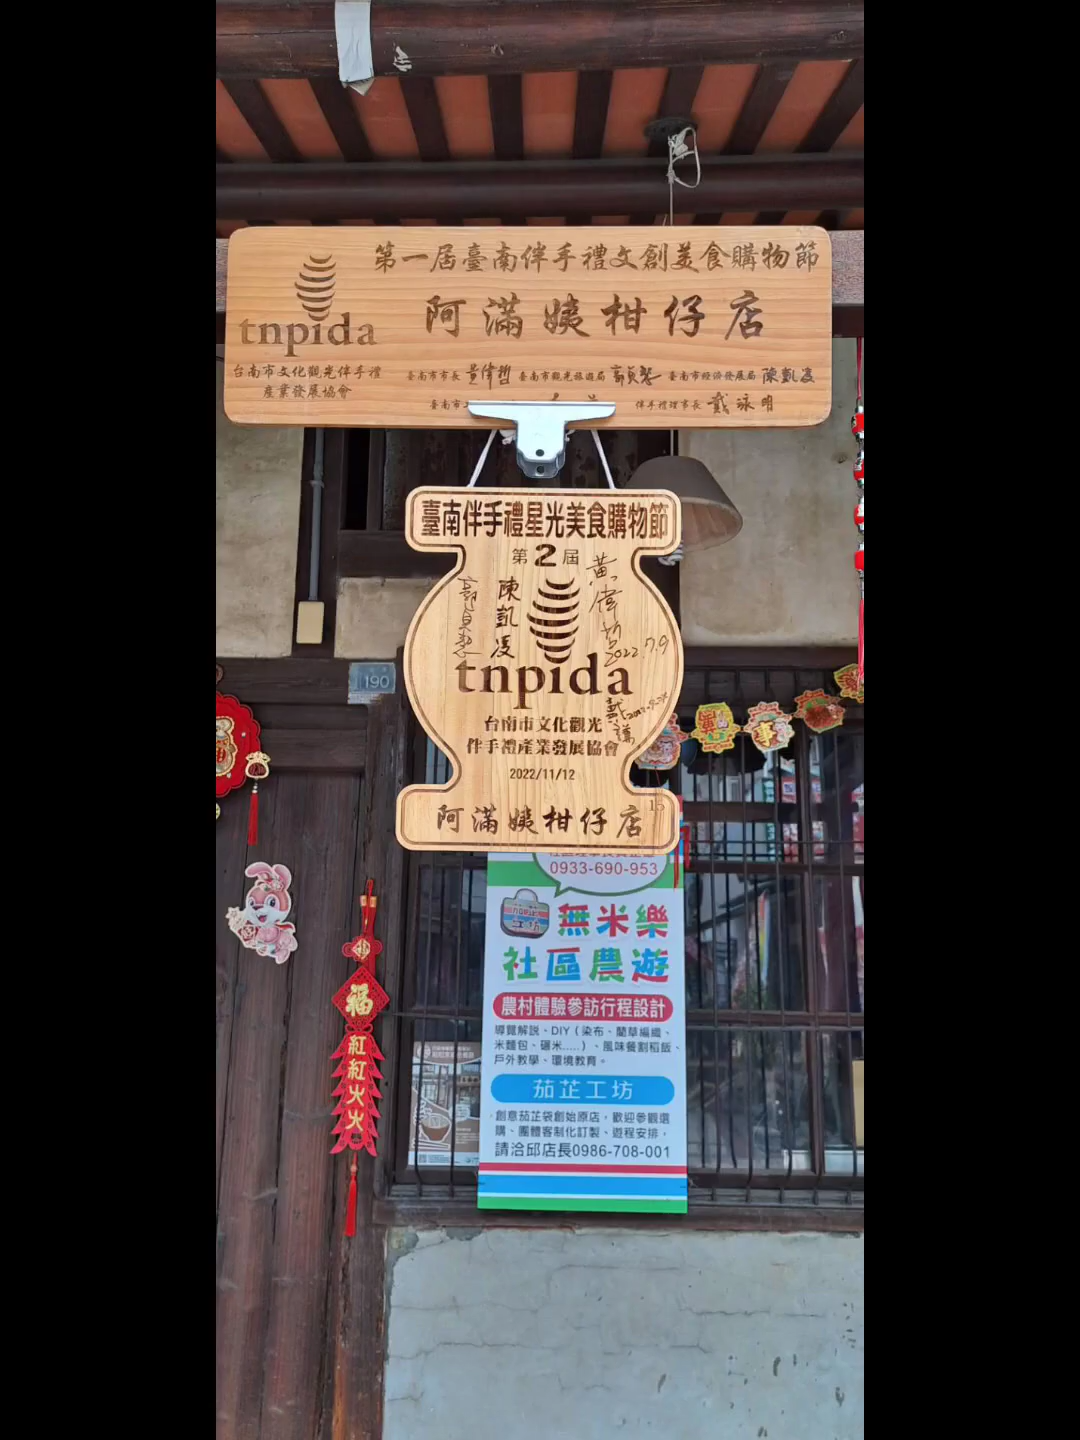 第一屆臺南伴手禮文創美食購物節
阿滿姨柑仔店
tnpida
台南市文化觀光伴手禮
產業發展協會
臺南市市長 黃偉哲 臺南市觀光旅遊局 郭貞慧 臺南市經濟發展局 陳凱凌
臺南市
伴手禮理事長 戴泳明
臺南伴手禮星光美食購物節
第2屆
黃偉哲
2022.7.9
陳凱凌
郭貞慧
tnpida
台南市文化觀光
伴手禮產業發展協會
2022/11/12
阿滿姨柑仔店
15
190
0933-690-953
工坊
無米樂
社區農遊
農村體驗參訪行程設計
導覽解說、DIY（染布、藺草編織、
米麵包、碾米.....）、風味餐割稻飯、
戶外教學、環境教育。
茄芷工坊
創意茄芷袋創始原店，歡迎參觀選
購、團體客制化訂製、遊程安排，
請洽邱店長0986-708-001
福
紅紅火火
事